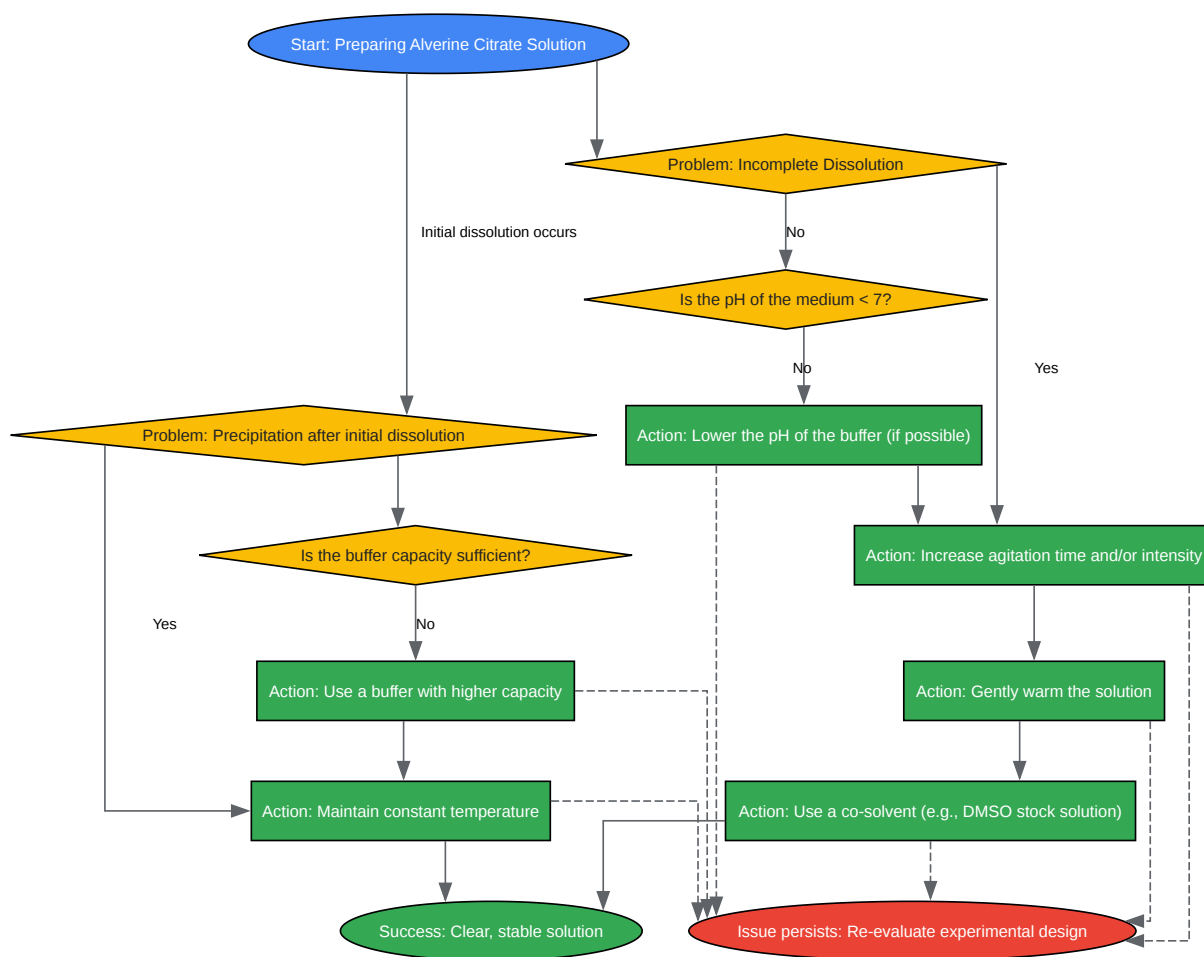 Start: Preparing Alverine Citrate Solution
Problem: Incomplete Dissolution
Initial dissolution occurs
No
Is the pH of the medium < 7?
No
Yes
Problem: Precipitation after initial dissolution
Action: Lower the pH of the buffer (if possible)
Is the buffer capacity sufficient?
Action: Increase agitation time and/or intensity
Yes
No
Action: Use a buffer with higher capacity
Action: Gently warm the solution
Action: Maintain constant temperature
Action: Use a co-solvent (e.g., DMSO stock solution)
Success: Clear, stable solution
Issue persists: Re-evaluate experimental design